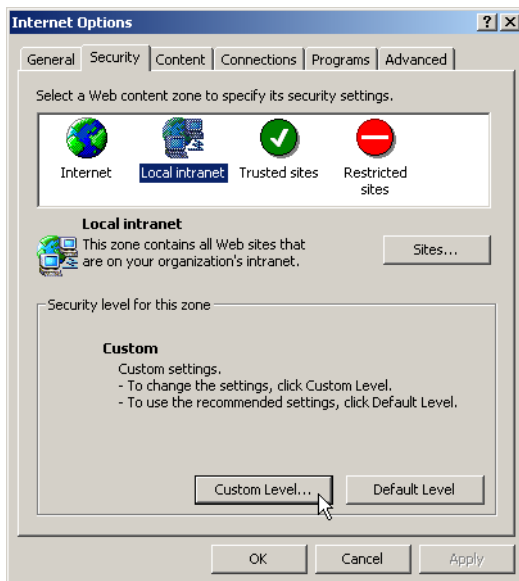 Internet Options
General Security Content Connections Programs Advanced
Select a Web content zone to specify its security settings.
Internet Local intranet Trusted sites Restricted
sites
Local intranet
This zone contains all Web sites that
are on your organization's intranet.
Sites...
Security level for this zone
Custom
Custom settings.
- To change the settings, click Custom Level.
- To use the recommended settings, click Default Level.
Custom Level... Default Level
OK Cancel Apply